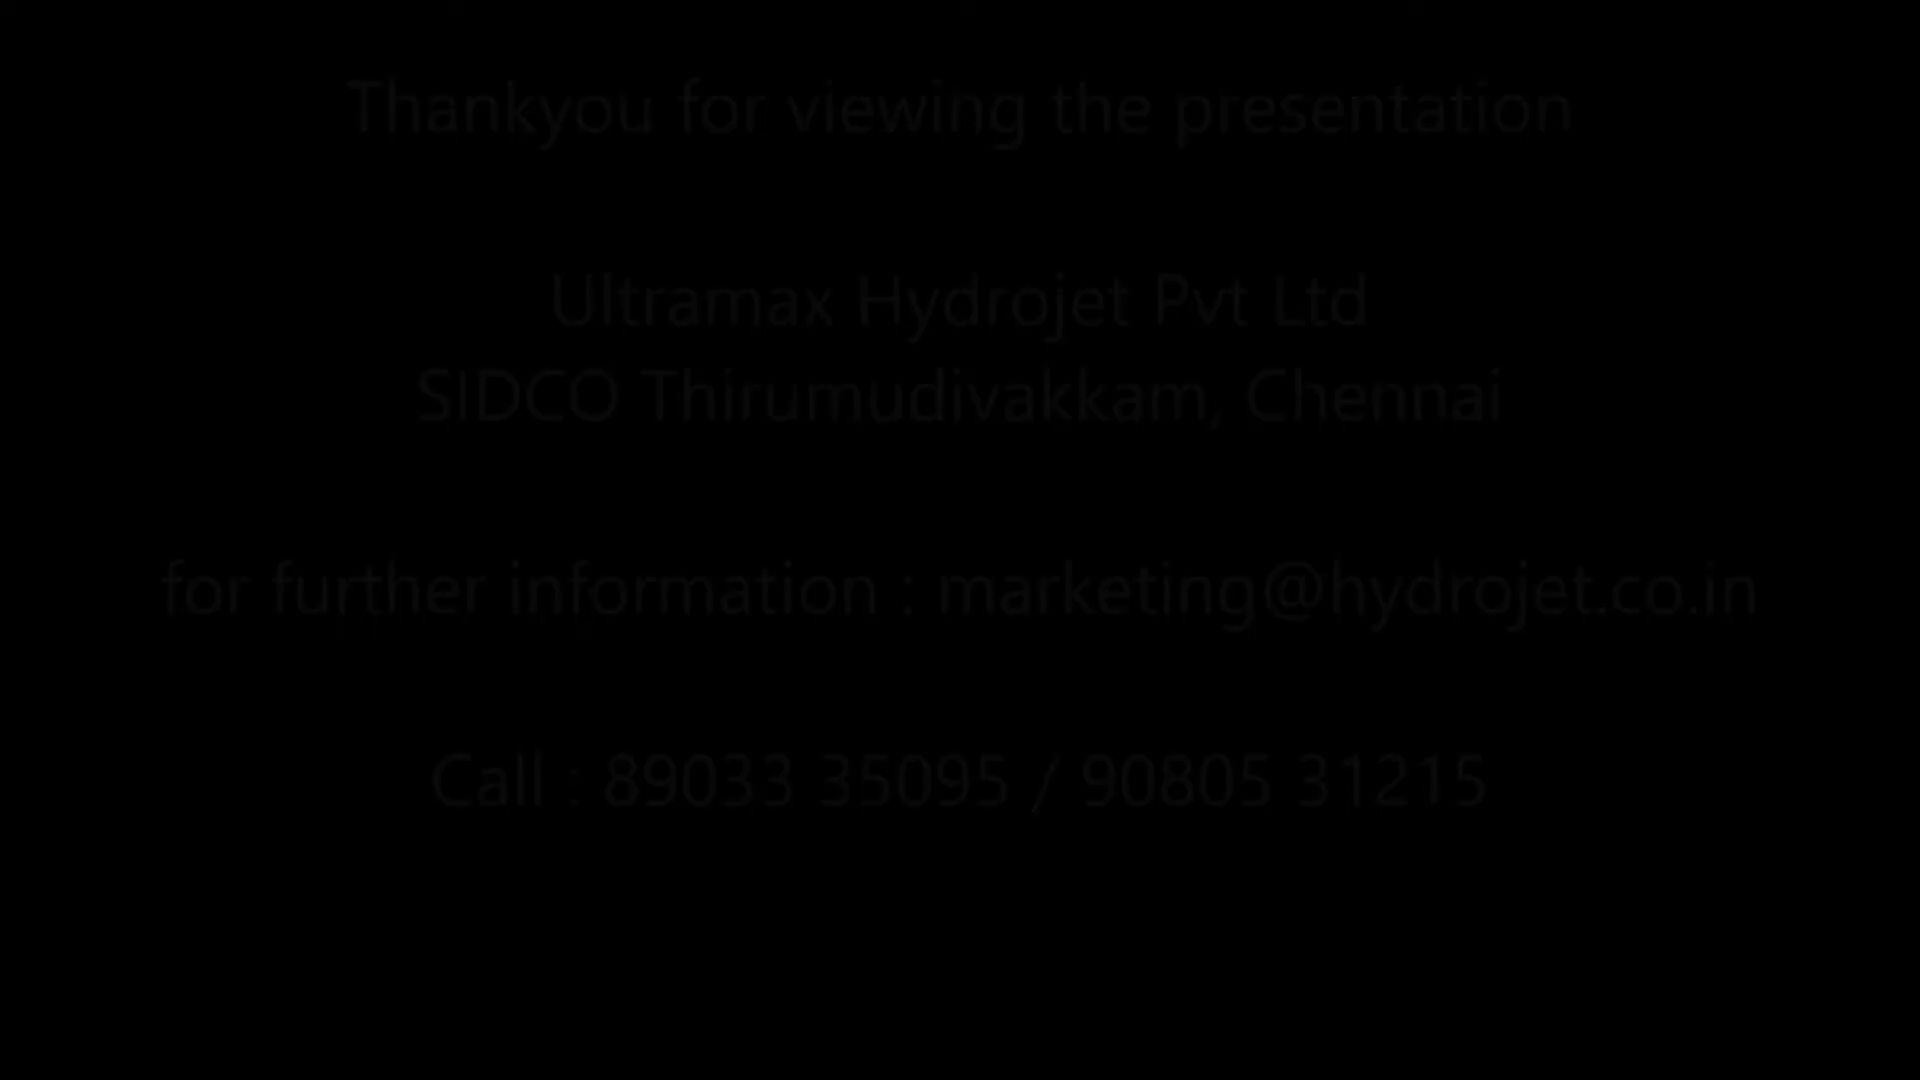 Thankyou for viewing the presentation
Ultramax Hydrojet Pvt Ltd
SIDCO Thirumudivakkam, Chennai
for further information : marketing@hydrojet.co.in
Call : 89033 35095 / 90805 31215